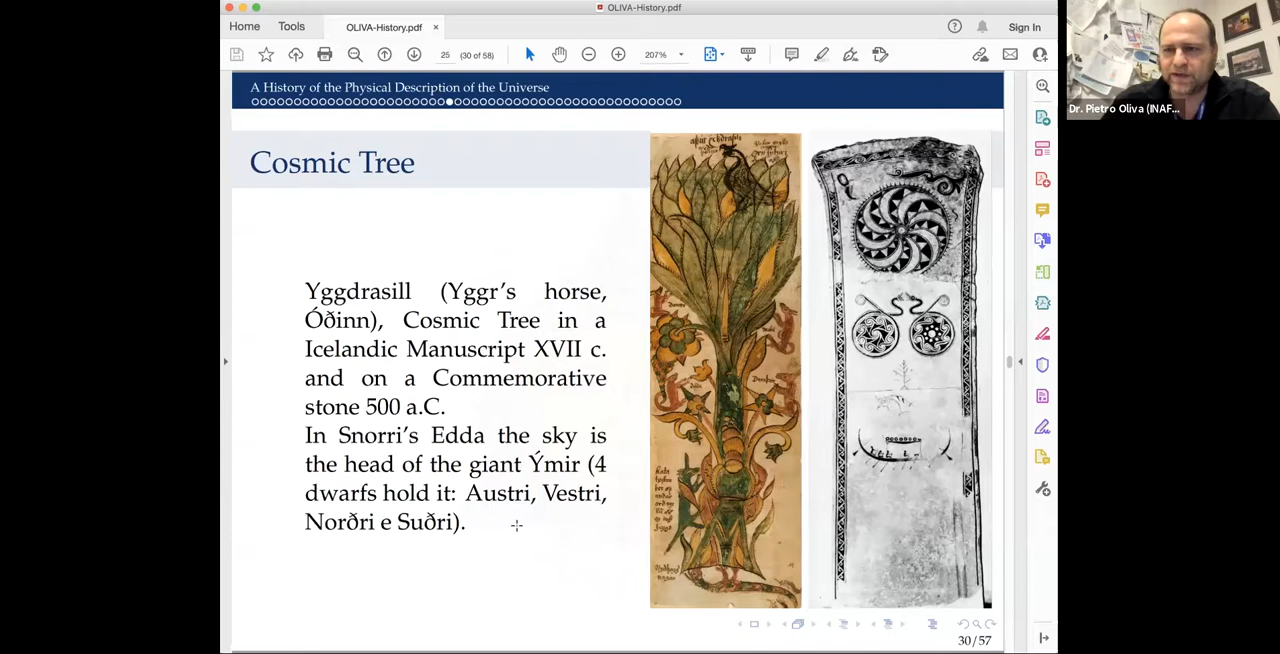 OLIVA-History.pdf
Home Tools OLIVA-History.pdf × Sign In
25 (30 of 58) 207%
Dr. Pietro Oliva (INAF...
A History of the Physical Description of the Universe
Cosmic Tree
Yggdrasill (Yggr’s horse,
Óðinn), Cosmic Tree in a
Icelandic Manuscript XVII c.
and on a Commemorative
stone 500 a.C.
In Snorri’s Edda the sky is
the head of the giant Ýmir (4
dwarfs hold it: Austri, Vestri,
Norðri e Suðri).
30/57